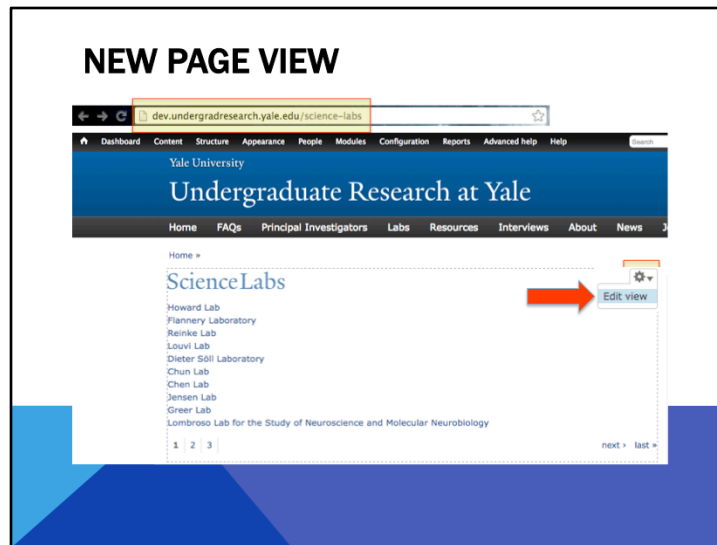 NEW PAGE VIEW
dev.undergradresearch.yale.edu/science-labs
Dashboard Content Structure Appearance People Modules Configuration Reports Advanced help Help Search
Yale University
Undergraduate Research at Yale
Home FAQs Principal Investigators Labs Resources Interviews About News J
Home »
ScienceLabs
Edit view
Howard Lab
Flannery Laboratory
Reinke Lab
Louvi Lab
Dieter Söll Laboratory
Chun Lab
Chen Lab
Jensen Lab
Greer Lab
Lombroso Lab for the Study of Neuroscience and Molecular Neurobiology
1 2 3 next › last »